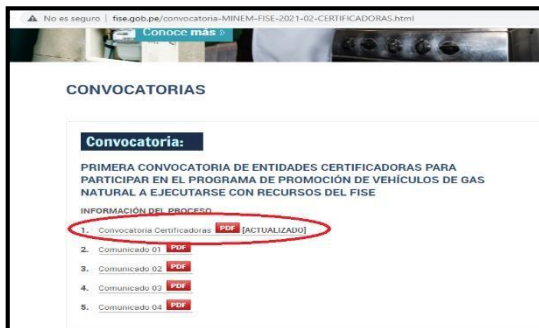 No es seguro | fise.gob.pe/convocatoria-MINEM-FISE-2021-02-CERTIFICADORAS.html
Conoce más
CONVOCATORIAS
Convocatoria:
PRIMERA CONVOCATORIA DE ENTIDADES CERTIFICADORAS PARA
PARTICIPAR EN EL PROGRAMA DE PROMOCIÓN DE VEHÍCULOS DE GAS
NATURAL A EJECUTARSE CON RECURSOS DEL FISE
INFORMACIÓN DEL PROCESO
1. Convocatoria Certificadoras PDF [ACTUALIZADO]
2. Comunicado 01 PDF
3. Comunicado 02 PDF
4. Comunicado 03 PDF
5. Comunicado 04 PDF